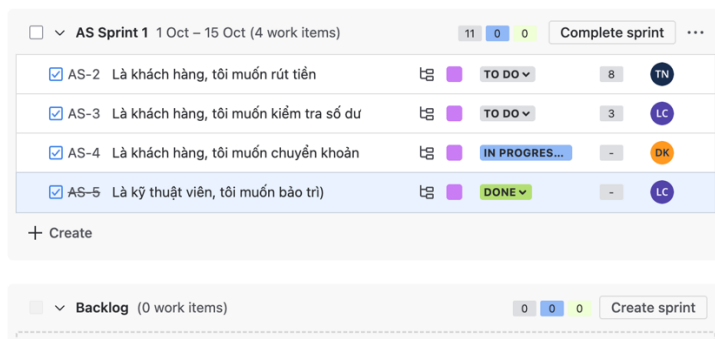 AS Sprint 1 1 Oct – 15 Oct (4 work items) 11 0 0 Complete sprint ...
AS-2 Là khách hàng, tôi muốn rút tiền TO DO 8 TN
AS-3 Là khách hàng, tôi muốn kiểm tra số dư TO DO 3 LC
AS-4 Là khách hàng, tôi muốn chuyển khoản IN PROGRES... - DK
AS-5 Là kỹ thuật viên, tôi muốn bảo trì) DONE - LC
+ Create
Backlog (0 work items) 0 0 0 Create sprint